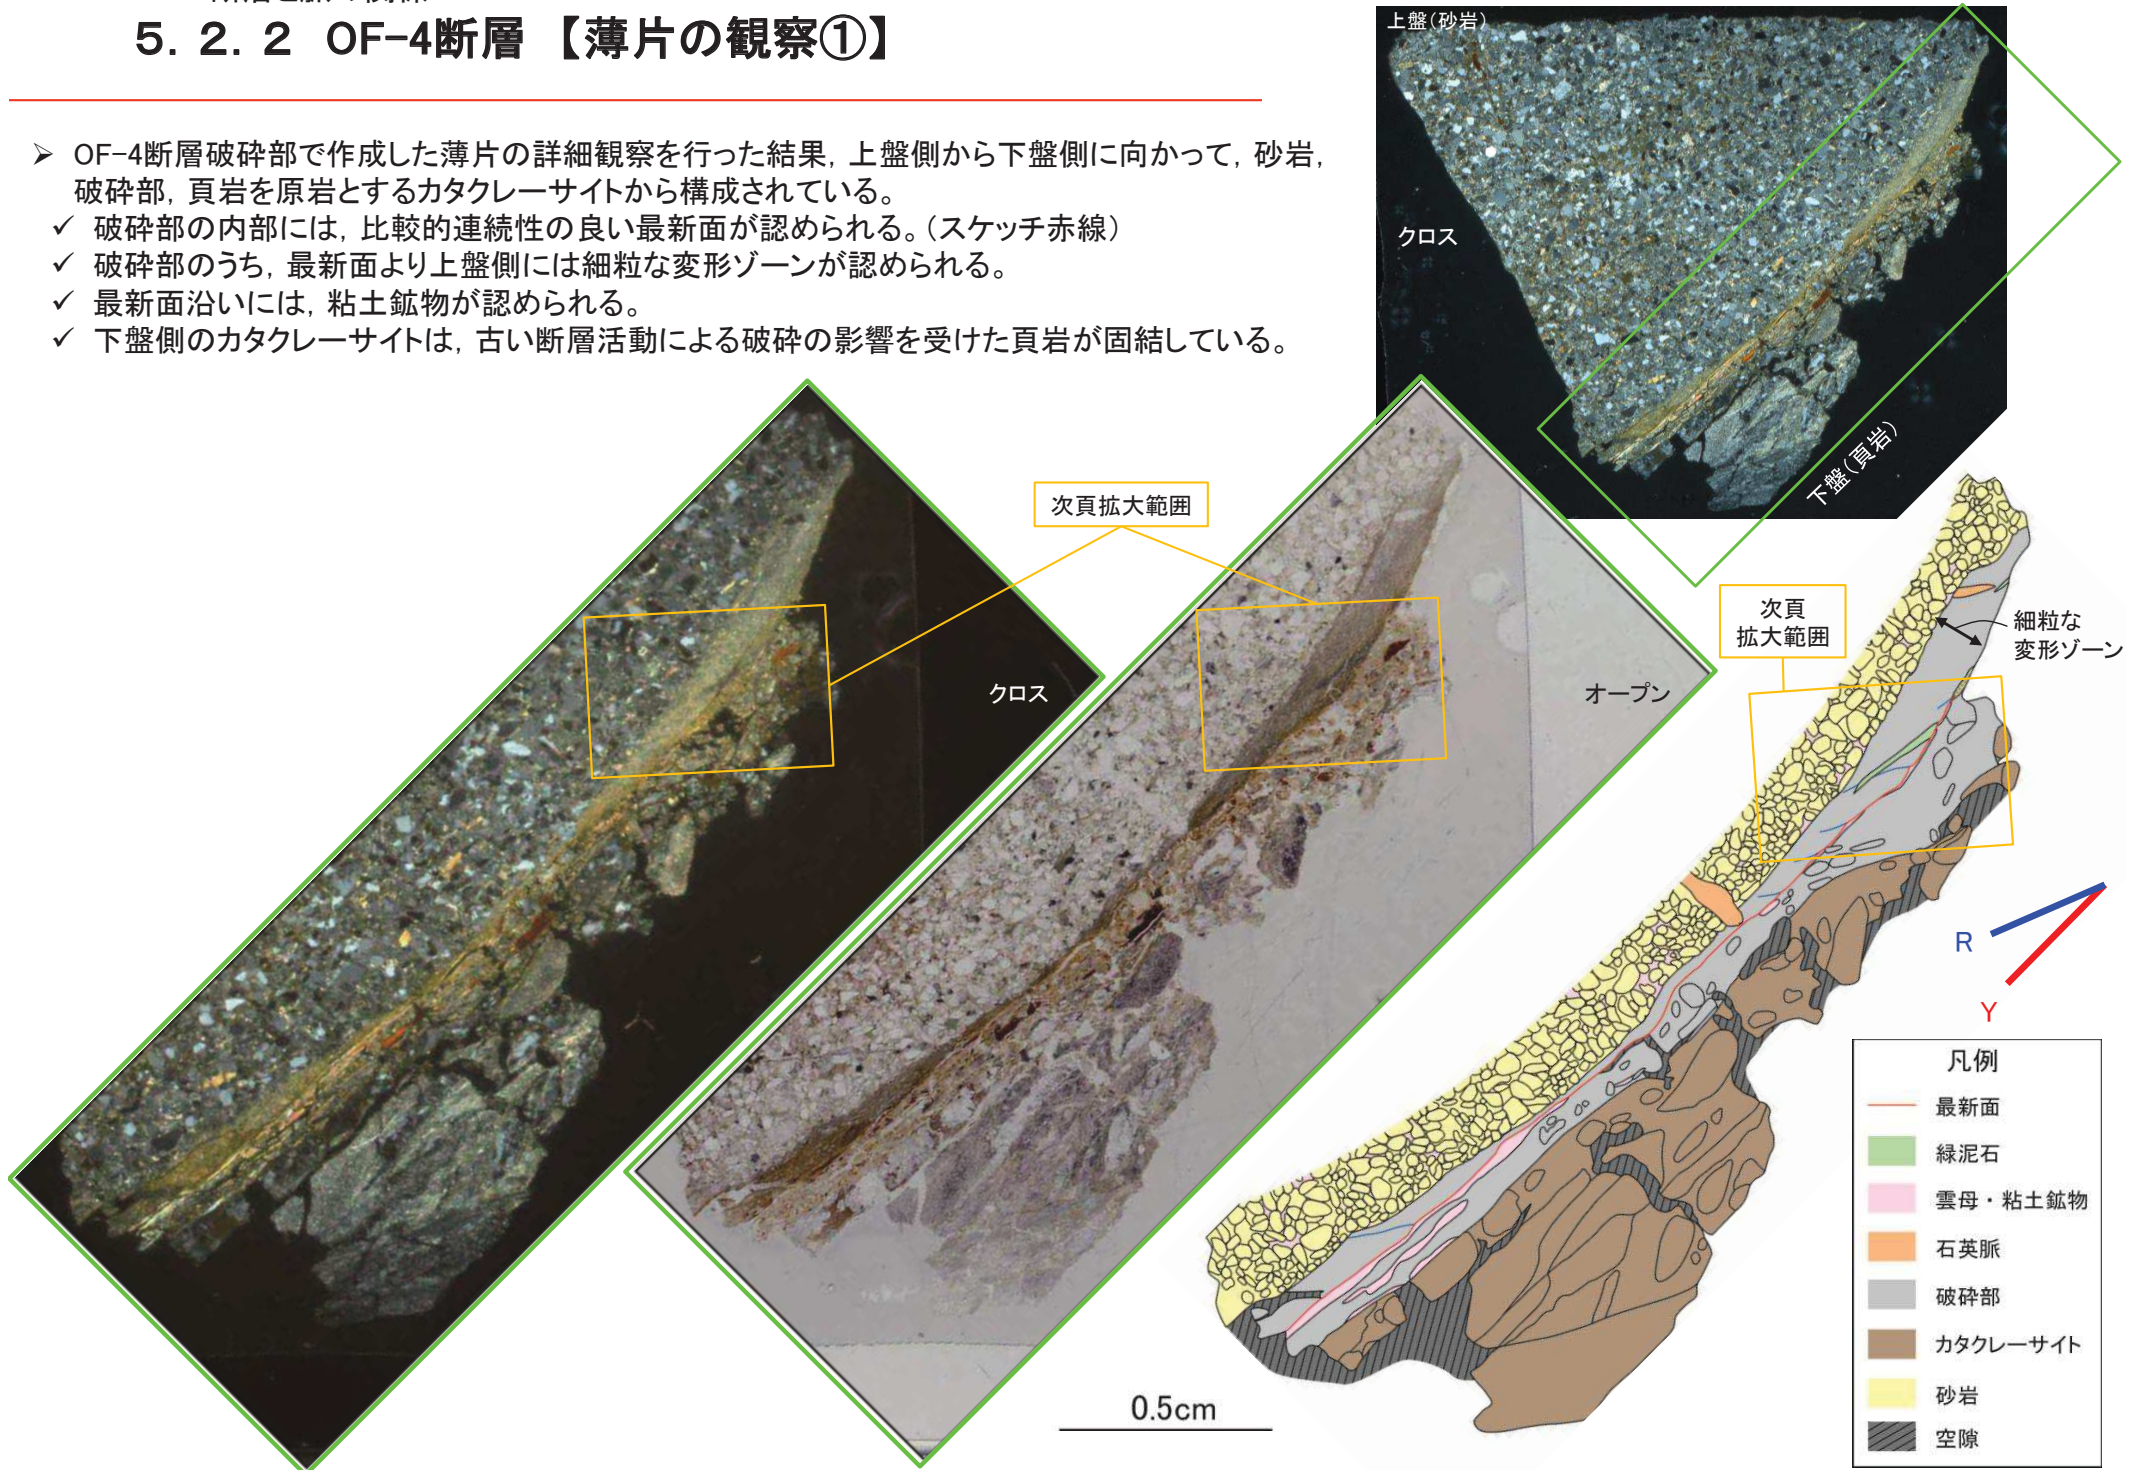 5.2.2 OF-4断層 【薄片の観察①】
➢ OF-4断層破砕部で作成した薄片の詳細観察を行った結果, 上盤側から下盤側に向かって, 砂岩,
破砕部, 頁岩を原岩とするカタクレーサイトから構成されている。
✓ 破砕部の内部には, 比較的連続性の良い最新面が認められる。(スケッチ赤線)
✓ 破砕部のうち, 最新面より上盤側には細粒な変形ゾーンが認められる。
✓ 最新面沿いには, 粘土鉱物が認められる。
✓ 下盤側のカタクレーサイトは, 古い断層活動による破砕の影響を受けた頁岩が固結している。
上盤(砂岩)
クロス
下盤(頁岩)
次頁拡大範囲
クロス
オープン
次頁
拡大範囲
細粒な
変形ゾーン
R
Y
0.5cm
凡例
最新面
緑泥石
雲母・粘土鉱物
石英脈
破砕部
カタクレーサイト
砂岩
空隙